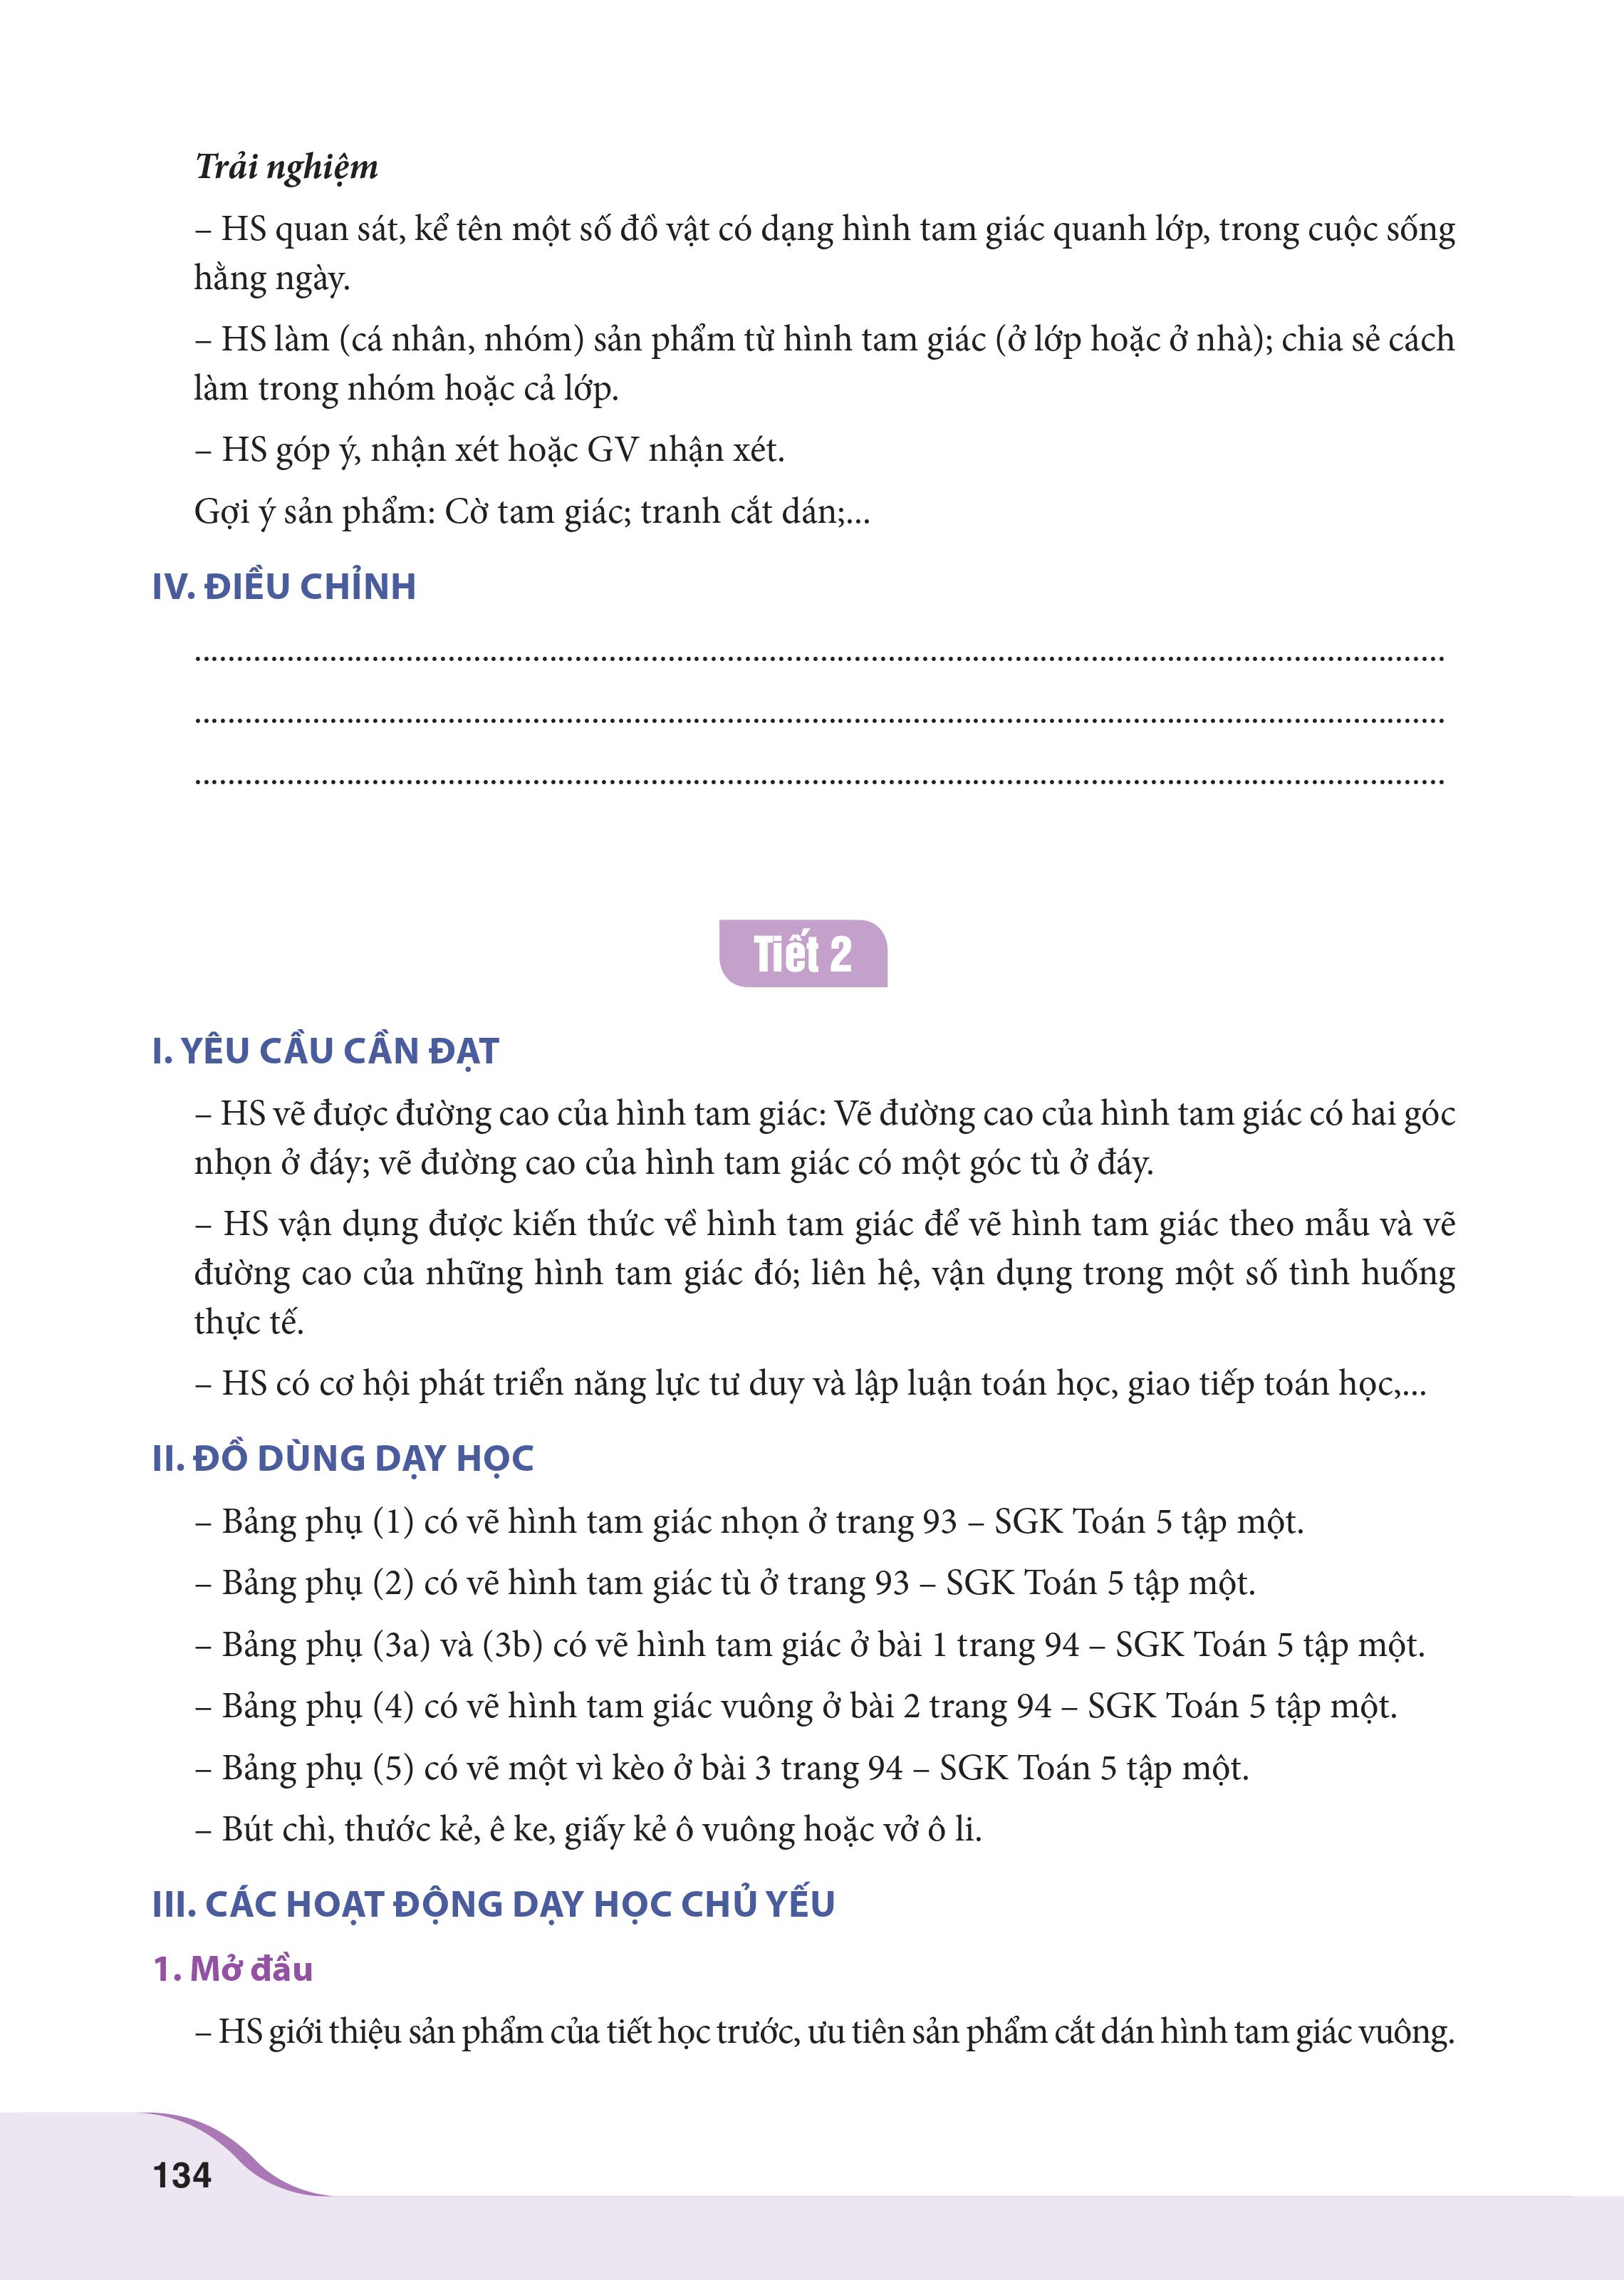 Trải nghiệm
– HS quan sát, kể tên một số đồ vật có dạng hình tam giác quanh lớp, trong cuộc sống
hằng ngày.
– HS làm (cá nhân, nhóm) sản phẩm từ hình tam giác (ở lớp hoặc ở nhà); chia sẻ cách
làm trong nhóm hoặc cả lớp.
– HS góp ý, nhận xét hoặc GV nhận xét.
Gợi ý sản phẩm: Cờ tam giác; tranh cắt dán;...
IV. ĐIỀU CHỈNH
Tiết 2
I. YÊU CẦU CẦN ĐẠT
– HS vẽ được đường cao của hình tam giác: Vẽ đường cao của hình tam giác có hai góc
nhọn ở đáy; vẽ đường cao của hình tam giác có một góc tù ở đáy.
– HS vận dụng được kiến thức về hình tam giác để vẽ hình tam giác theo mẫu và vẽ
đường cao của những hình tam giác đó; liên hệ, vận dụng trong một số tình huống
thực tế.
– HS có cơ hội phát triển năng lực tư duy và lập luận toán học, giao tiếp toán học,...
II. ĐỒ DÙNG DẠY HỌC
– Bảng phụ (1) có vẽ hình tam giác nhọn ở trang 93 – SGK Toán 5 tập một.
– Bảng phụ (2) có vẽ hình tam giác tù ở trang 93 – SGK Toán 5 tập một.
– Bảng phụ (3a) và (3b) có vẽ hình tam giác ở bài 1 trang 94 – SGK Toán 5 tập một.
– Bảng phụ (4) có vẽ hình tam giác vuông ở bài 2 trang 94 – SGK Toán 5 tập một.
– Bảng phụ (5) có vẽ một vì kèo ở bài 3 trang 94 – SGK Toán 5 tập một.
– Bút chì, thước kẻ, ê ke, giấy kẻ ô vuông hoặc vở ô li.
III. CÁC HOẠT ĐỘNG DẠY HỌC CHỦ YẾU
1. Mở đầu
– HS giới thiệu sản phẩm của tiết học trước, ưu tiên sản phẩm cắt dán hình tam giác vuông.
134